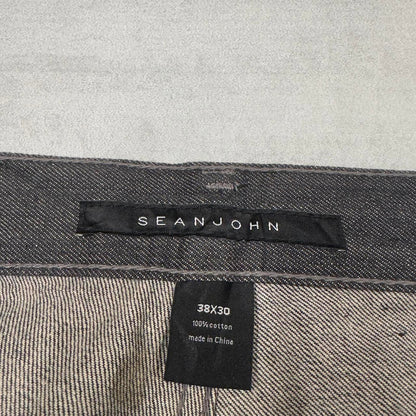 SEANJOHN
38X30
100% cotton
made in China